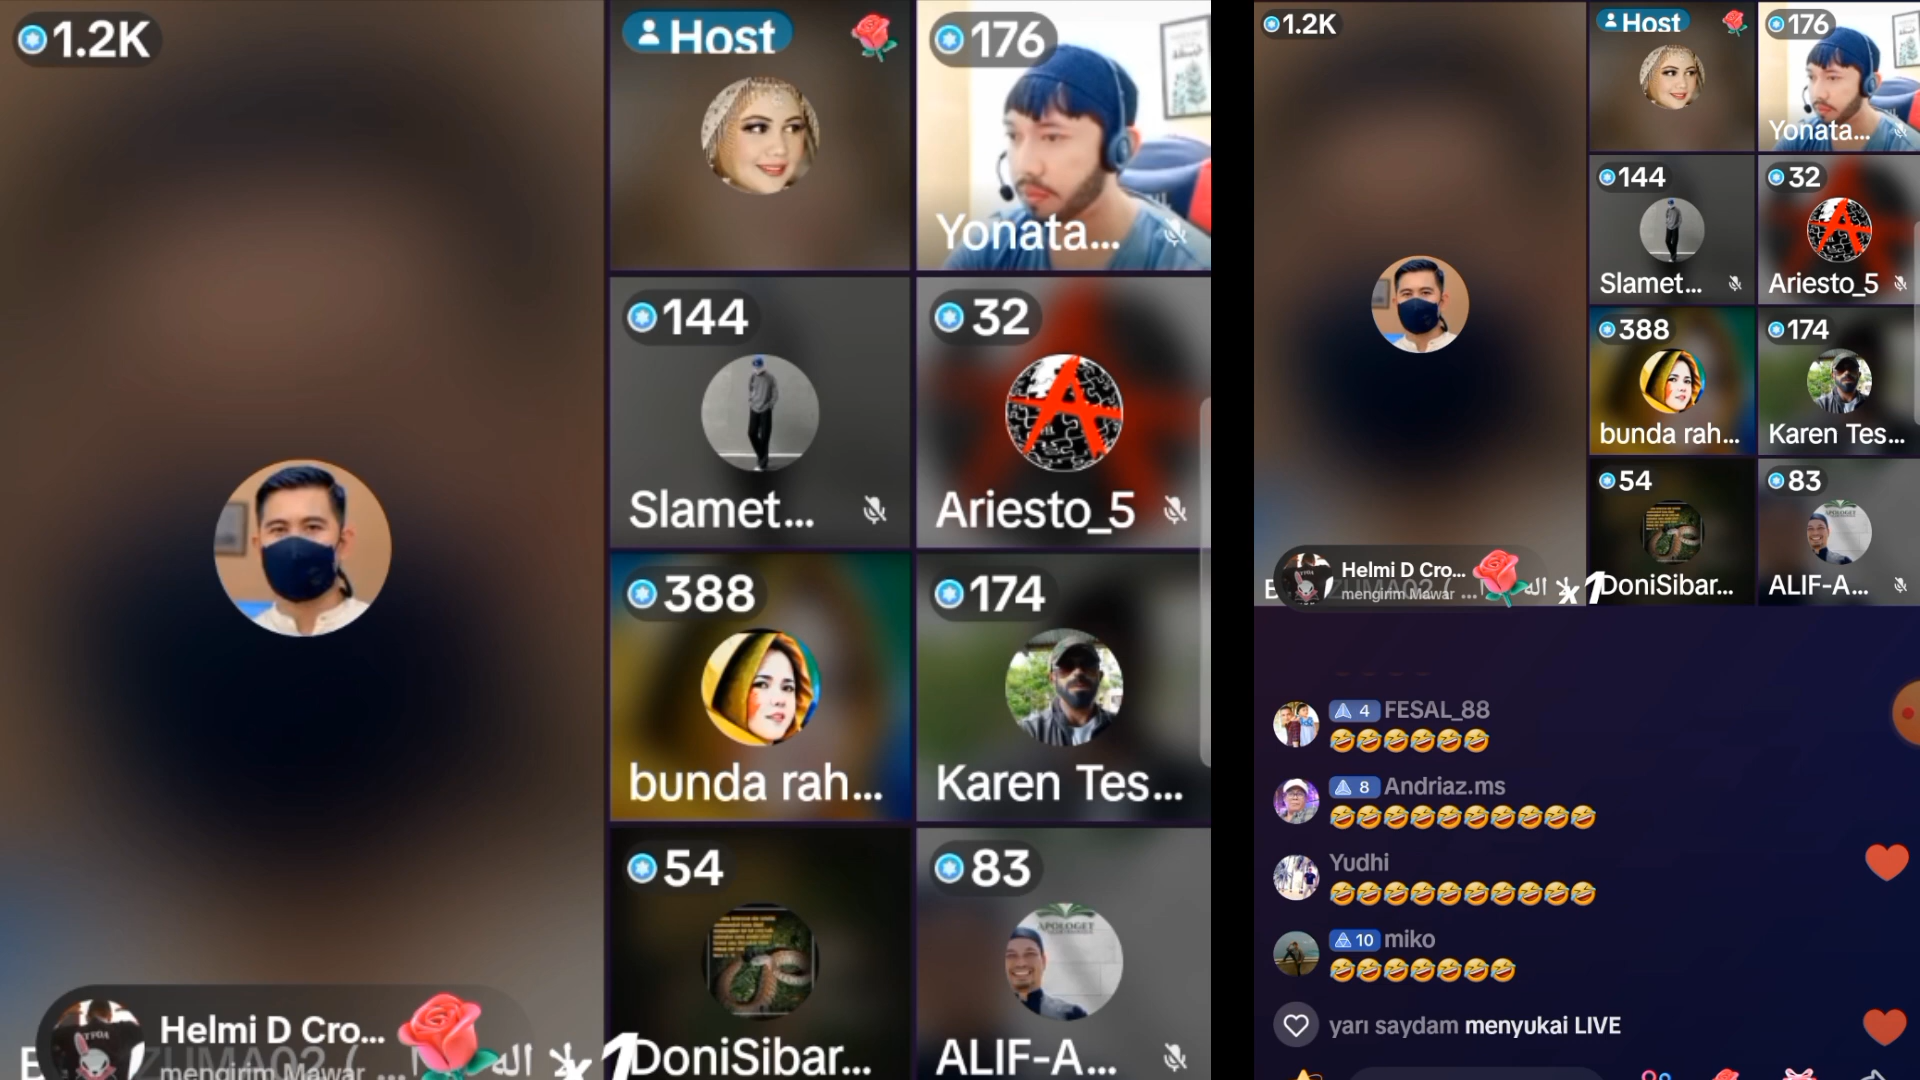 1.2K
Host
176
Yonata...
144
Slamet...
32
Ariesto_5
388
bunda rah...
174
Karen Tes...
54
DoniSibar...
83
APOLOGET
ALIF-A...
Helmi D Cro...
mengirim Mawar
x1
1.2K
Host
176
Yonata...
144
Slamet...
32
Ariesto_5
388
bunda rah...
174
Karen Tes...
54
DoniSibar...
83
ALIF-A...
Helmi D Cro...
mengirim Mawar
x1
4 FESAL_88
🤣🤣🤣🤣🤣🤣
8 Andriaz.ms
🤣🤣🤣🤣🤣🤣🤣🤣🤣🤣
Yudhi
🤣🤣🤣🤣🤣🤣🤣🤣🤣🤣
10 miko
🤣🤣🤣🤣🤣🤣🤣
yarı saydam menyukai LIVE